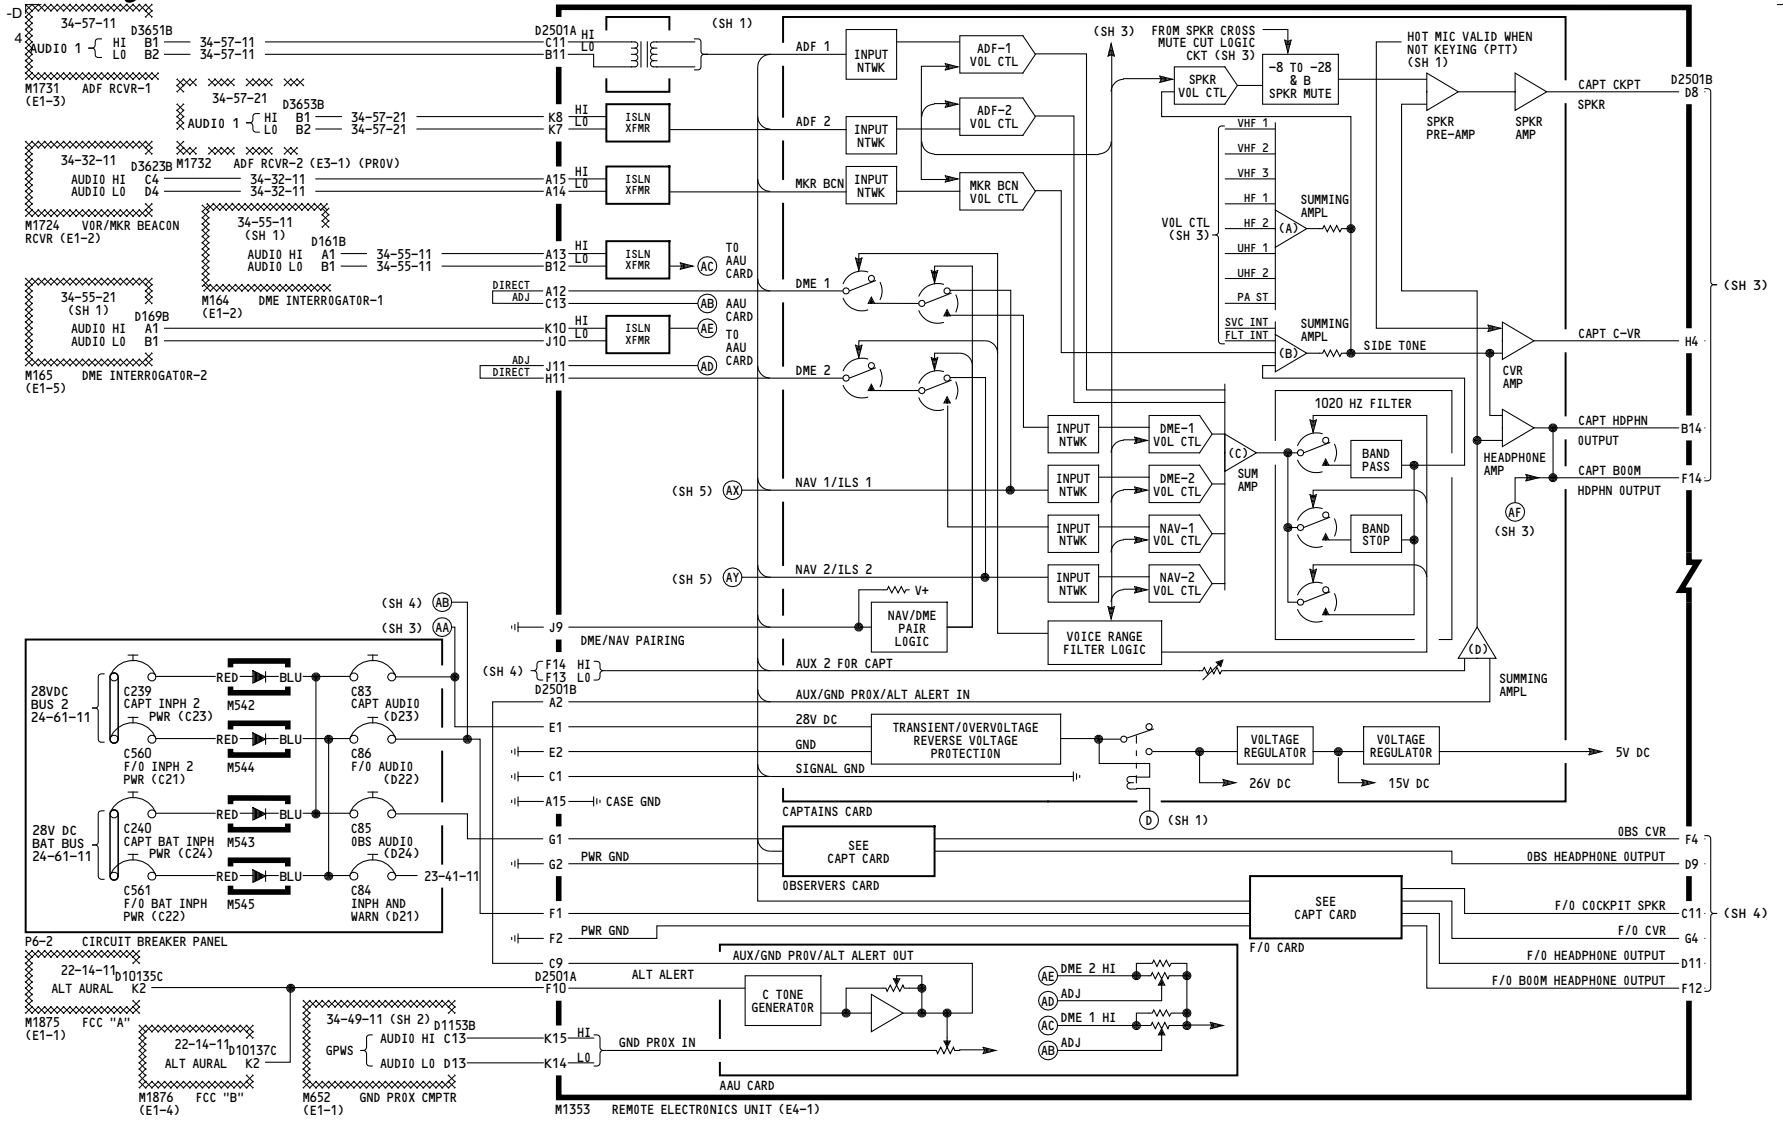 -D
4
34-57-11
D3651B
AUDIO 1 { HI B1 34-57-11
LO B2 34-57-11
M1731 ADF RCVR-1
(E1-3)
34-57-21
D3653B
AUDIO 1 HI B1 34-57-21
LO B2 34-57-21
M1732 ADF RCVR-2 (E3-1) (PROV)
34-32-11
D3623B
AUDIO HI C4 34-32-11
AUDIO LO D4 34-32-11
M1724 VOR/MKR BEACON
RCVR (E1-2)
34-55-11
(SH 1)
D161B
AUDIO HI A1 34-55-11
AUDIO LO B1 34-55-11
M164 DME INTERROGATOR-1
(E1-2)
34-55-21
(SH 1)
D169B
AUDIO HI A1
AUDIO LO B1
M165 DME INTERROGATOR-2
(E1-5)
D2501A
C11 HI
B11 LO
(SH 1)
K8 HI
K7 LO
ISLN
XFMR
A15 HI
A14 LO
ISLN
XFMR
A13 HI
B12 LO
ISLN
XFMR
AC
TO
AAU
CARD
DIRECT A12
ADJ C13
AB AAU
CARD
K10 HI
J10 LO
ISLN
XFMR
AE TO
AAU
CARD
ADJ J11
DIRECT H11
AD
ADF 1
INPUT
NTWK
ADF-1
VOL CTL
ADF 2
INPUT
NTWK
ADF-2
VOL CTL
MKR BCN
INPUT
NTWK
MKR BCN
VOL CTL
DME 1
DME 2
(SH 3)
FROM SPKR CROSS
MUTE CUT LOGIC
CKT (SH 3)
SPKR
VOL CTL
-8 TO -28
& B
SPKR MUTE
HOT MIC VALID WHEN
NOT KEYING (PTT)
(SH 1)
SPKR
PRE-AMP
SPKR
AMP
CAPT CKPT
SPKR
D2501B
D8
VHF 1
VHF 2
VHF 3
HF 1
HF 2
UHF 1
UHF 2
PA ST
SVC INT
FLT INT
VOL CTL
(SH 3)
SUMMING
AMPL
(A)
SUMMING
AMPL
(B)
SIDE TONE
CVR
AMP
CAPT C-VR
H4
(SH 3)
HEADPHONE
AMP
CAPT HDPHN
OUTPUT
B14
CAPT BOOM
HDPHN OUTPUT
F14
AF
(SH 3)
1020 HZ FILTER
BAND
PASS
BAND
STOP
INPUT
NTWK
DME-1
VOL CTL
INPUT
NTWK
DME-2
VOL CTL
INPUT
NTWK
NAV-1
VOL CTL
INPUT
NTWK
NAV-2
VOL CTL
(C)
SUM
AMP
(SH 5) AX NAV 1/ILS 1
(SH 5) AY NAV 2/ILS 2
V+
NAV/DME
PAIR
LOGIC
VOICE RANGE
FILTER LOGIC
(D)
SUMMING
AMPL
(SH 4) AB
(SH 3) AA
J9 DME/NAV PAIRING
(SH 4) { F14 HI
F13 LO
D2501B
A2
AUX 2 FOR CAPT
AUX/GND PROX/ALT ALERT IN
E1 28V DC
E2 GND
C1 SIGNAL GND
A15 CASE GND
TRANSIENT/OVERVOLTAGE
REVERSE VOLTAGE
PROTECTION
VOLTAGE
REGULATOR
VOLTAGE
REGULATOR
5V DC
26V DC
15V DC
D (SH 1)
CAPTAINS CARD
28VDC
BUS 2
24-61-11
C239
CAPT INPH 2
PWR (C23)
RED BLU
M542
C83
CAPT AUDIO
(D23)
C560
F/O INPH 2
PWR (C21)
RED BLU
M544
C86
F/O AUDIO
(D22)
28V DC
BAT BUS
24-61-11
C240
CAPT BAT INPH
PWR (C24)
RED BLU
M543
C85
OBS AUDIO
(D24)
C561
F/O BAT INPH
PWR (C22)
RED BLU
M545
C84
INPH AND
WARN (D21)
23-41-11
P6-2 CIRCUIT BREAKER PANEL
G1
G2 PWR GND
SEE
CAPT CARD
OBSERVERS CARD
OBS CVR F4
OBS HEADPHONE OUTPUT D9
F1
F2 PWR GND
SEE
CAPT CARD
F/O CARD
F/O COCKPIT SPKR C11
F/O CVR G4
F/O HEADPHONE OUTPUT D11
F/O BOOM HEADPHONE OUTPUT F12
(SH 4)
C9
D2501A
F10
AUX/GND PROV/ALT ALERT OUT
ALT ALERT
C TONE
GENERATOR
AE DME 2 HI
AD ADJ
AC DME 1 HI
AB ADJ
K15 HI
K14 LO
GND PROX IN
AAU CARD
22-14-11
D10135C
ALT AURAL K2
M1875 FCC "A"
(E1-1)
22-14-11
D10137C
ALT AURAL K2
M1876 FCC "B"
(E1-4)
34-49-11 (SH 2)
D1153B
GPWS { AUDIO HI C13
AUDIO LO D13
M652 GND PROX CMPTR
(E1-1)
M1353 REMOTE ELECTRONICS UNIT (E4-1)
ISLN
XFMR